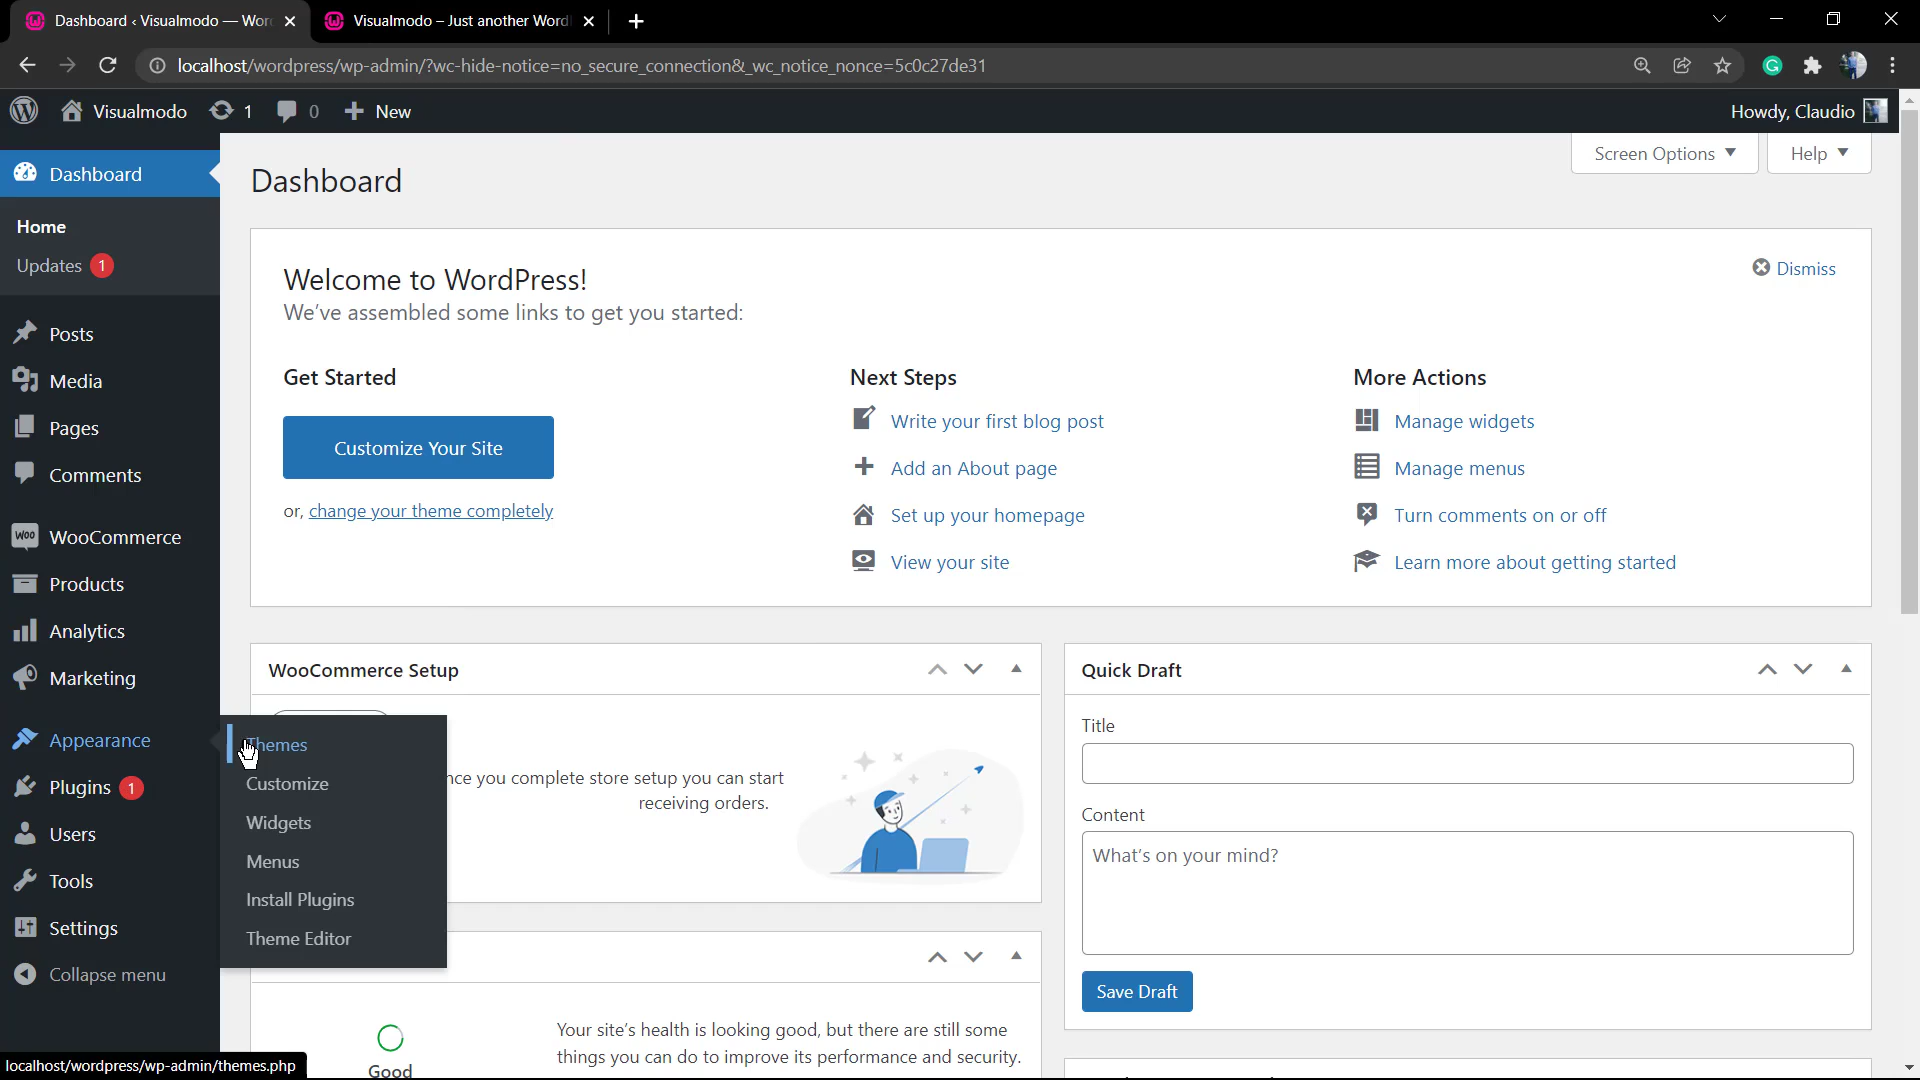 Dashboard ‹ Visualmodo — Wor
Visualmodo – Just another Word
localhost/wordpress/wp-admin/?wc-hide-notice=no_secure_connection&_wc_notice_nonce=5c0c27de31
Visualmodo 1 0 New
Howdy, Claudio
Screen Options
Help
Dashboard
Home
Updates 1
Posts
Media
Pages
Comments
WooCommerce
Products
Analytics
Marketing
Appearance
Plugins 1
Users
Tools
Settings
Collapse menu
Themes
Customize
Widgets
Menus
Install Plugins
Theme Editor
Dashboard
Welcome to WordPress!
Dismiss
We've assembled some links to get you started:
Get Started
Customize Your Site
or, change your theme completely
Next Steps
Write your first blog post
Add an About page
Set up your homepage
View your site
More Actions
Manage widgets
Manage menus
Turn comments on or off
Learn more about getting started
WooCommerce Setup
you complete store setup you can start
receiving orders.
Your site's health is looking good, but there are still some
things you can do to improve its performance and security.
Good
Quick Draft
Title
Content
What's on your mind?
Save Draft
localhost/wordpress/wp-admin/themes.php